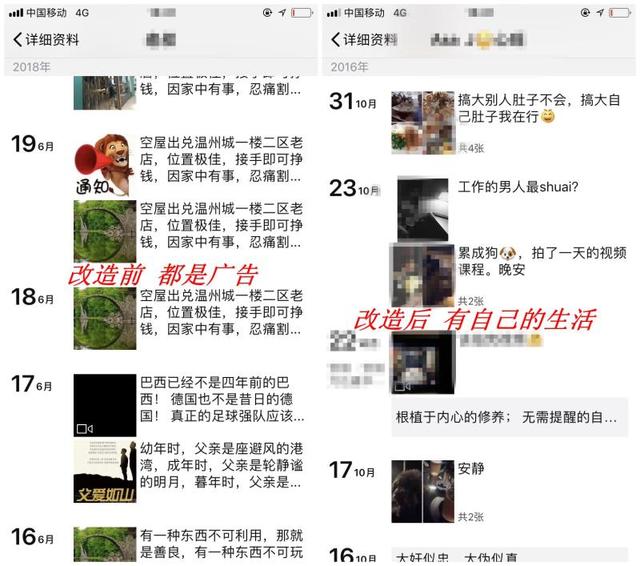 中国移动 4G
详细资料
2018年
店，位置极佳，接手即可挣
钱，因家中有事，忍痛割...
19 6月
通知
空屋出兑温州城一楼二区老
店，位置极佳，接手即可挣
钱，因家中有事，忍痛割...
空屋出兑温州城一楼二区老
店，位置极佳，接手即可挣
钱，因家中有事，忍痛割...
改造前 都是广告
18 6月
空屋出兑温州城一楼二区老
店，位置极佳，接手即可挣
钱，因家中有事，忍痛割...
17 6月
巴西已经不是四年前的巴
西！ 德国也不是昔日的德
国！ 真正的足球强队应该...
父爱如山
幼年时，父亲是座避风的港
湾，成年时，父亲是轮静谧
的明月，暮年时，父亲是...
16 6月
有一种东西不可利用，那就
是善良，有一种东西不可玩
中国移动 4G
详细资料
2016年
31 10月
搞大别人肚子不会，搞大自
己肚子我在行
共4张
23 10月
工作的男人最shuai?
累成狗，拍了一天的视频
课程。晚安
共2张
改造后 有自己的生活
22
根植于内心的修养； 无需提醒的自...
17 10月
安静
共2张
16 10月
大奸似忠，大伪似真